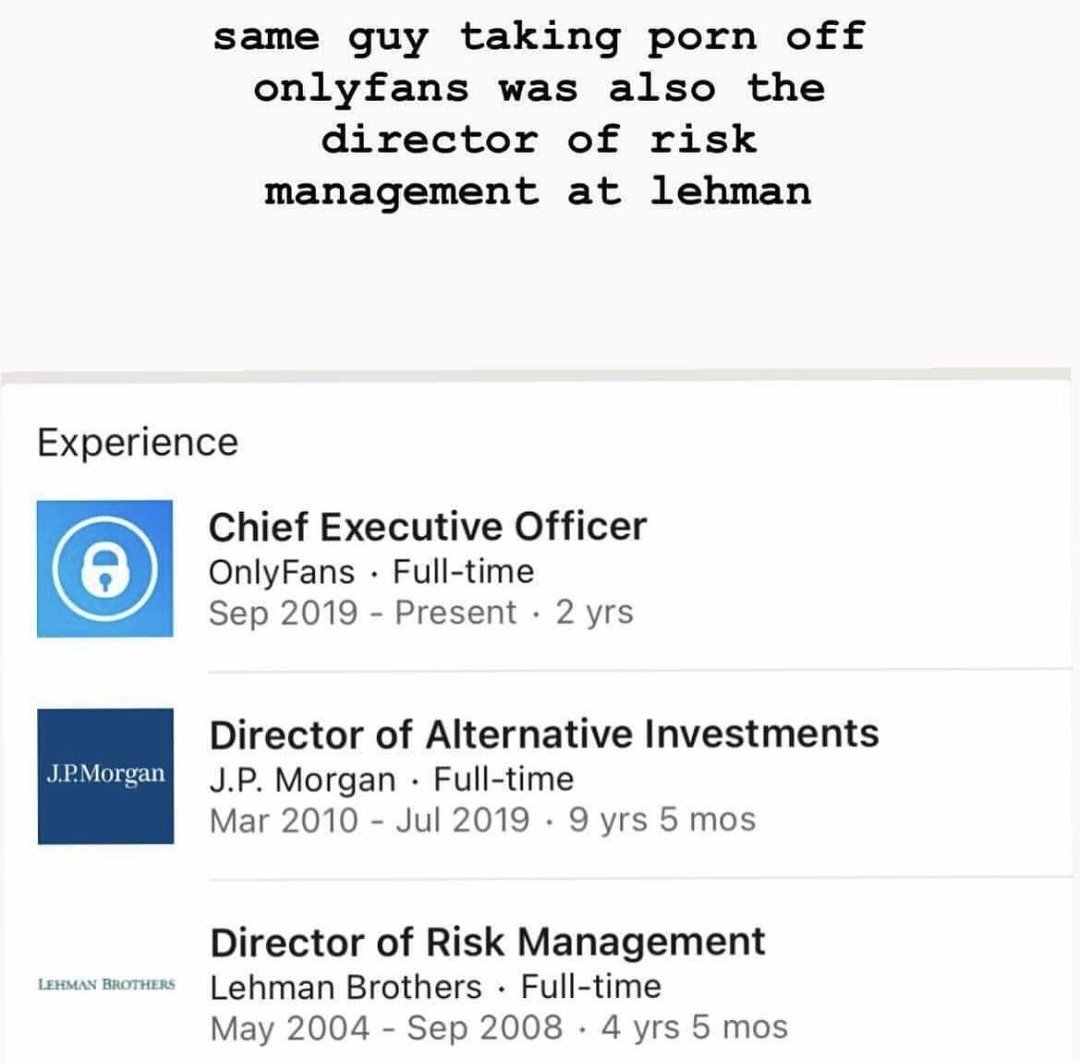 same guy taking porn off
onlyfans was also the
director of risk
management at lehman
Experience
Chief Executive Officer
OnlyFans · Full-time
Sep 2019 - Present · 2 yrs
J.P.Morgan
Director of Alternative Investments
J.P. Morgan · Full-time
Mar 2010 - Jul 2019 · 9 yrs 5 mos
LEHMAN BROTHERS
Director of Risk Management
Lehman Brothers · Full-time
May 2004 - Sep 2008 · 4 yrs 5 mos